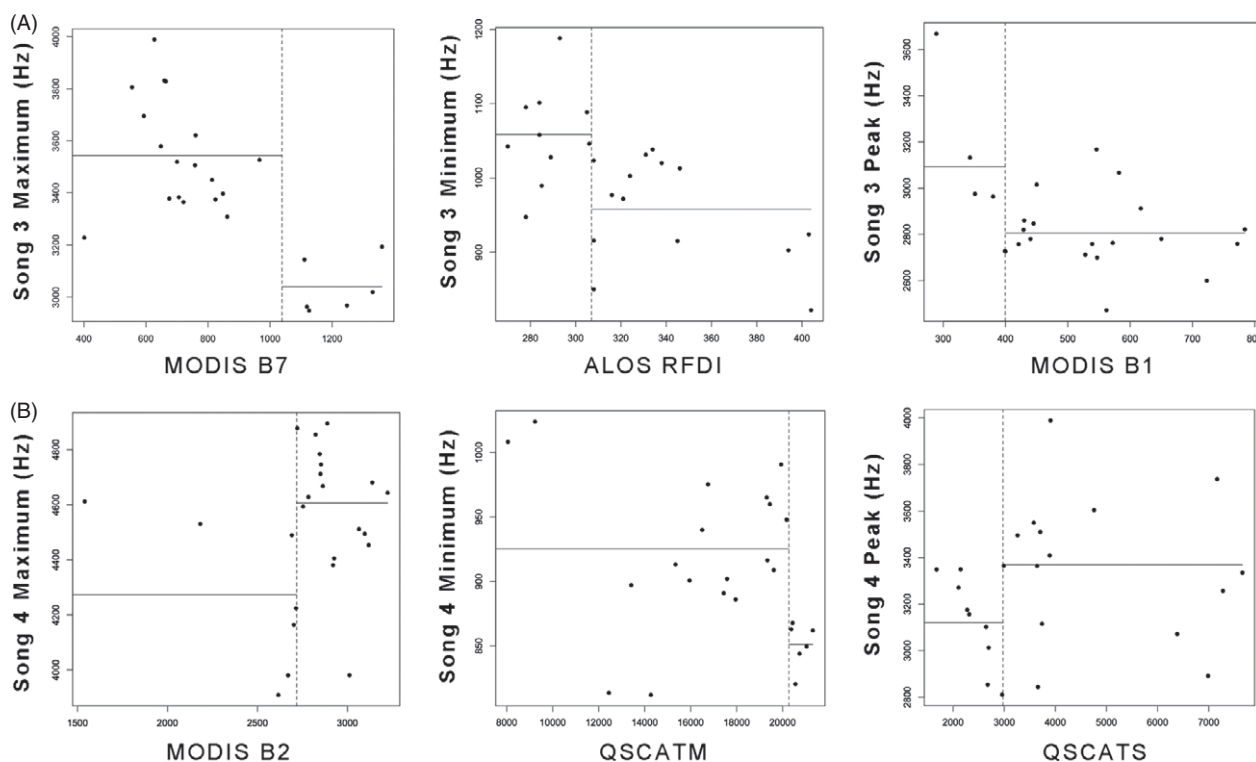 (A)
Song 3 Maximum (Hz)
3000 3200 3400 3600 3800 4000
400 600 800 1000 1200
MODIS B7
Song 3 Minimum (Hz)
900 1000 1100 1200
280 300 320 340 360 380 400
ALOS RFDI
Song 3 Peak (Hz)
2600 2800 3000 3200 3400 3600
300 400 500 600 700 80
MODIS B1
(B)
Song 4 Maximum (Hz)
4000 4200 4400 4600 4800
1500 2000 2500 3000
MODIS B2
Song 4 Minimum (Hz)
850 900 950 1000
8000 10000 12000 14000 16000 18000 20000
QSCATM
Song 4 Peak (Hz)
2800 3000 3200 3400 3600 3800 4000
2000 3000 4000 5000 6000 7000
QSCATS